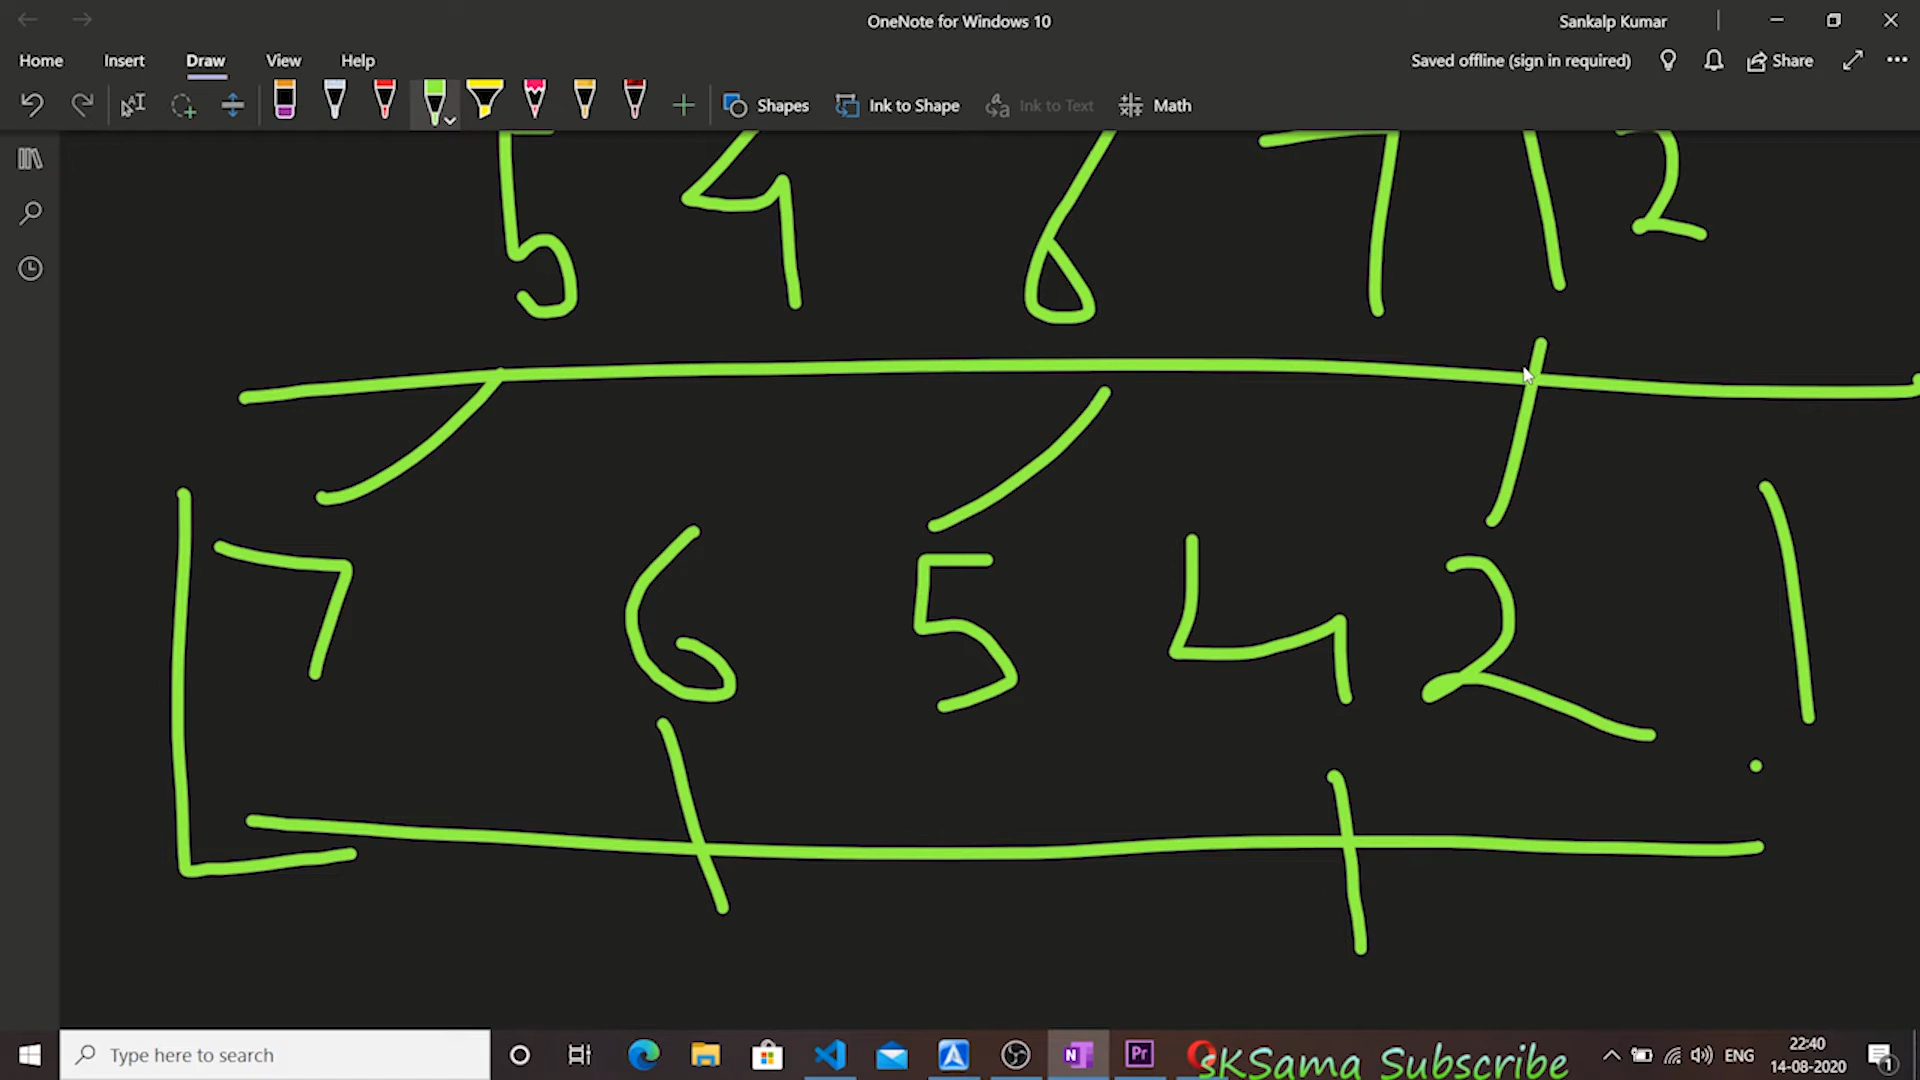 OneNote for Windows 10
Sankalp Kumar
Home Insert Draw View Help
Saved offline (sign in required) Share
Shapes Ink to Shape Ink to Text Math
5 4 6 7 1 2
7 6 5 4 2 1
Type here to search
Pr
sKSama Subscribe
ENG
22:40
14-08-2020
1